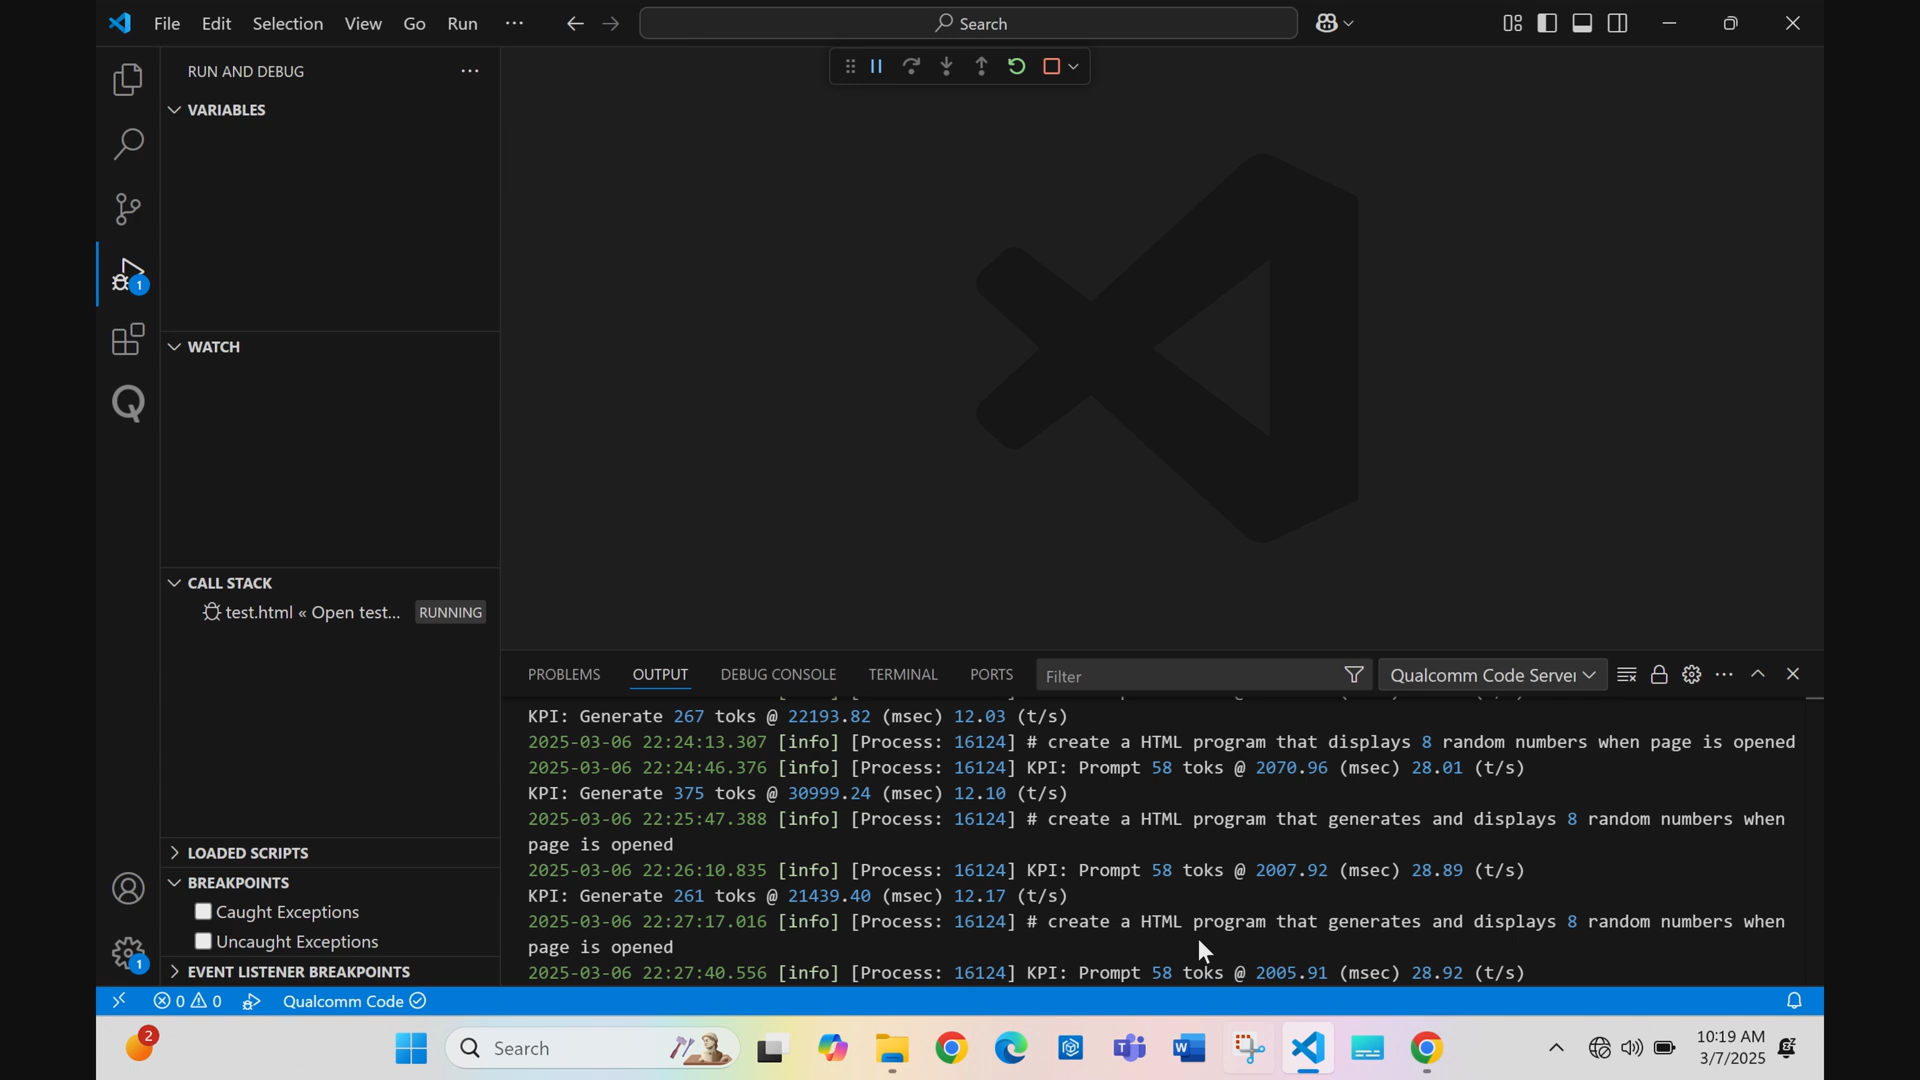 File Edit Selection View Go Run ··· Search
RUN AND DEBUG ···
VARIABLES
1
WATCH
CALL STACK
test.html « Open test... RUNNING
PROBLEMS OUTPUT DEBUG CONSOLE TERMINAL PORTS Filter Qualcomm Code Server ···
KPI: Generate 267 toks @ 22193.82 (msec) 12.03 (t/s)
2025-03-06 22:24:13.307 [info] [Process: 16124] # create a HTML program that displays 8 random numbers when page is opened
2025-03-06 22:24:46.376 [info] [Process: 16124] KPI: Prompt 58 toks @ 2070.96 (msec) 28.01 (t/s)
KPI: Generate 375 toks @ 30999.24 (msec) 12.10 (t/s)
2025-03-06 22:25:47.388 [info] [Process: 16124] # create a HTML program that generates and displays 8 random numbers when
page is opened
2025-03-06 22:26:10.835 [info] [Process: 16124] KPI: Prompt 58 toks @ 2007.92 (msec) 28.89 (t/s)
KPI: Generate 261 toks @ 21439.40 (msec) 12.17 (t/s)
2025-03-06 22:27:17.016 [info] [Process: 16124] # create a HTML program that generates and displays 8 random numbers when
page is opened
2025-03-06 22:27:40.556 [info] [Process: 16124] KPI: Prompt 58 toks @ 2005.91 (msec) 28.92 (t/s)
LOADED SCRIPTS
BREAKPOINTS
Caught Exceptions
Uncaught Exceptions
1
EVENT LISTENER BREAKPOINTS
0 0 Qualcomm Code
2 Search 10:19 AM
3/7/2025